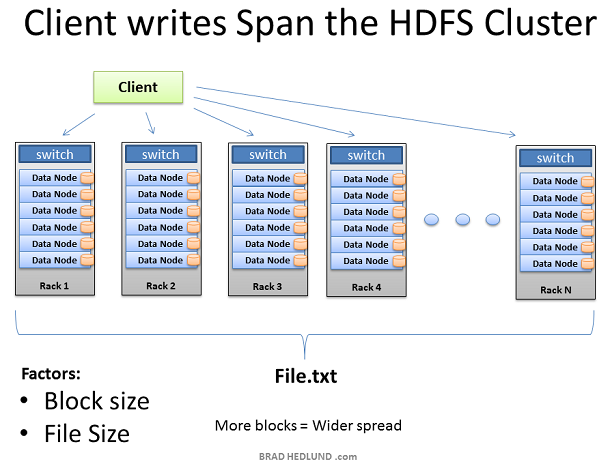 Client writes Span the HDFS Cluster
Client
switch
Data Node
Data Node
Data Node
Data Node
Data Node
Data Node
Rack 1
switch
Data Node
Data Node
Data Node
Data Node
Data Node
Data Node
Rack 2
switch
Data Node
Data Node
Data Node
Data Node
Data Node
Data Node
Rack 3
switch
Data Node
Data Node
Data Node
Data Node
Data Node
Data Node
Rack 4
switch
Data Node
Data Node
Data Node
Data Node
Data Node
Data Node
Rack N
Factors:
• Block size
• File Size
File.txt
More blocks = Wider spread
BRAD HEDLUND .com